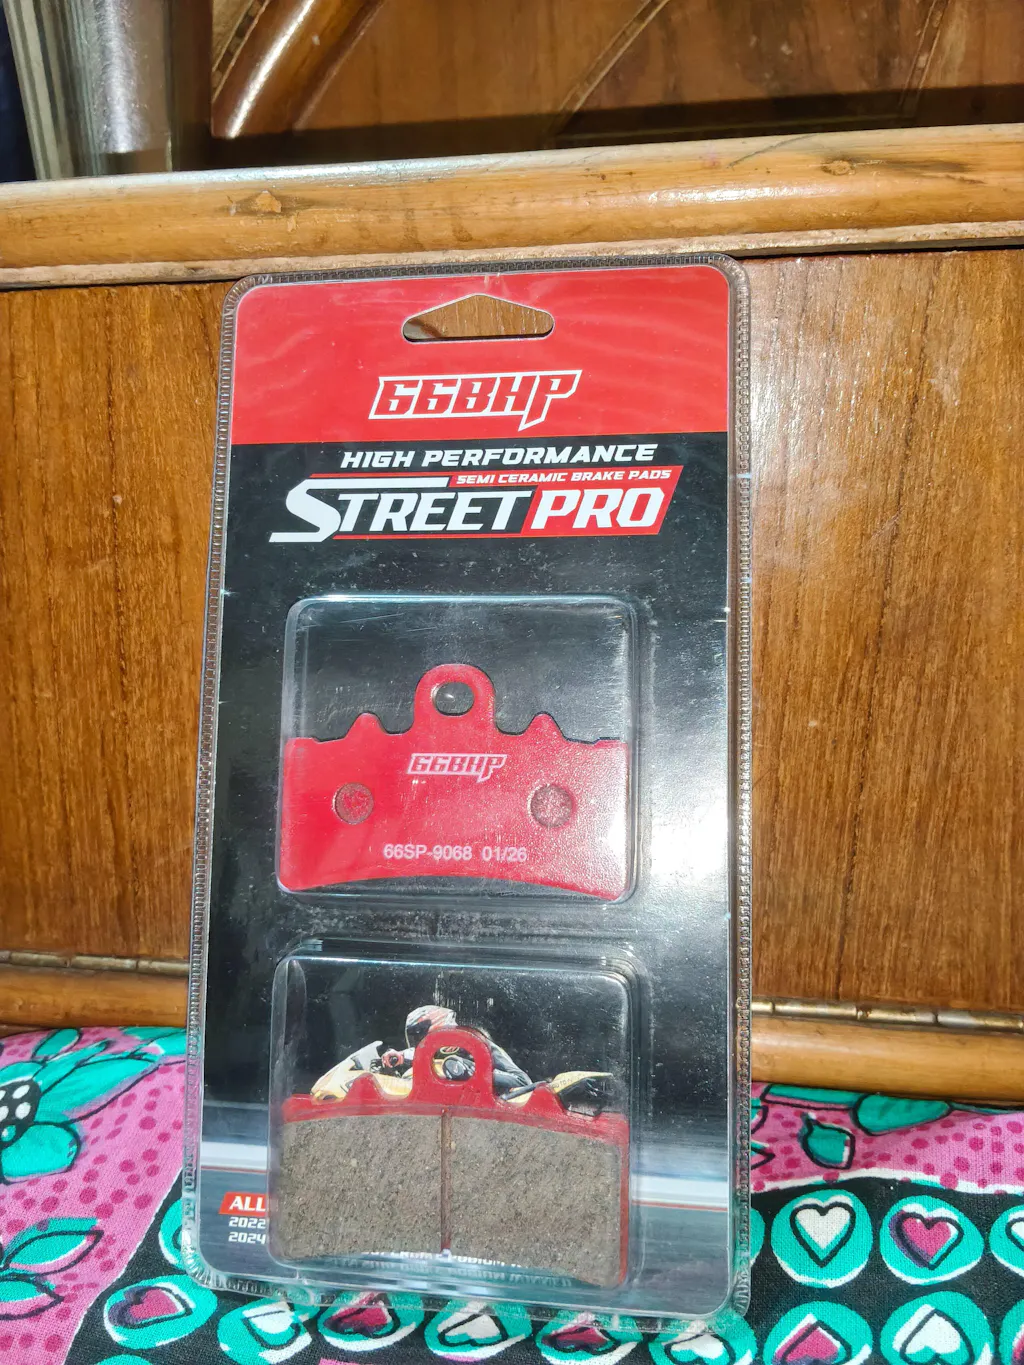 66BHP
HIGH PERFORMANCE
SEMI CERAMIC BRAKE PADS
STREET PRO
66BHP
66SP-9068 01/26
ALL
2022
2024